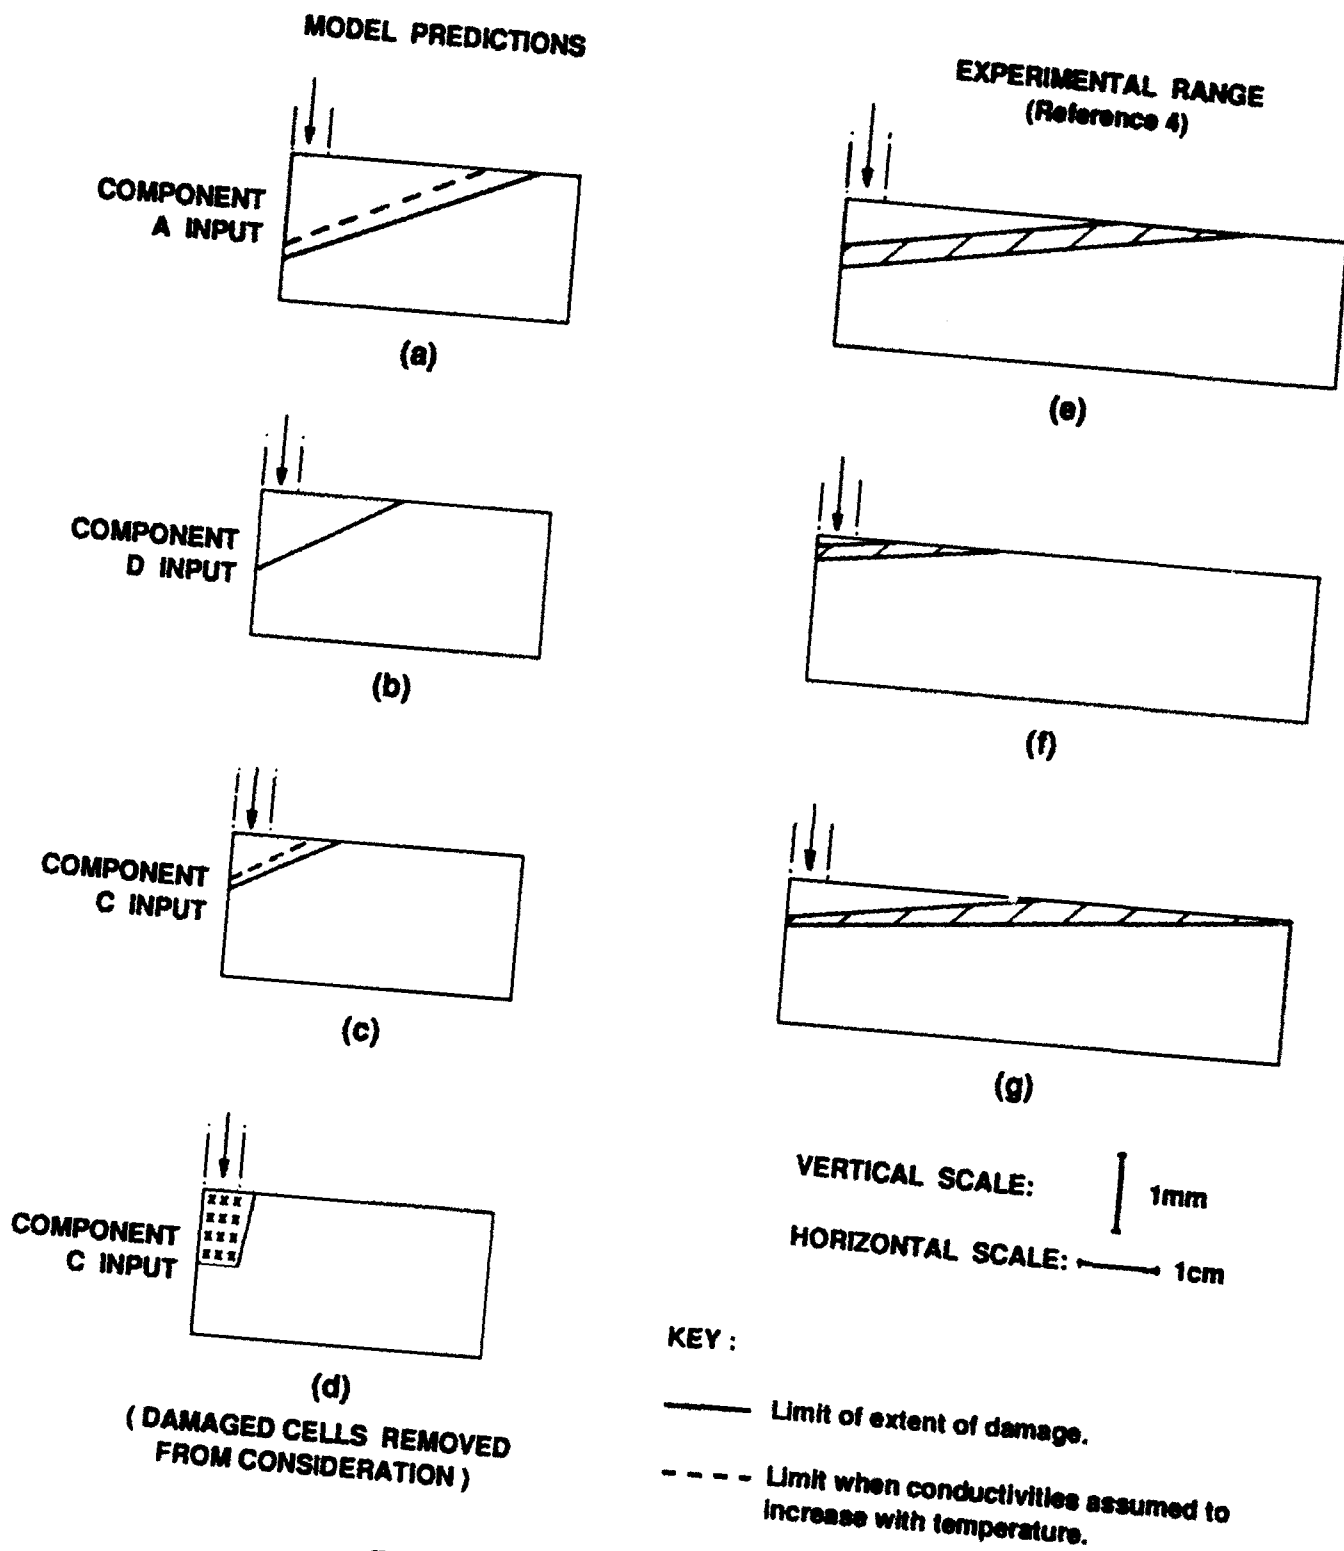 MODEL PREDICTIONS
EXPERIMENTAL RANGE
(Reference 4)
COMPONENT
A INPUT
(a)
(e)
COMPONENT
D INPUT
(b)
(f)
COMPONENT
C INPUT
(c)
(g)
COMPONENT
C INPUT
x x x
x x x
x x x
x x x
(d)
(DAMAGED CELLS REMOVED
FROM CONSIDERATION)
VERTICAL SCALE: 1mm
HORIZONTAL SCALE: 1cm
KEY :
Limit of extent of damage.
Limit when conductivities assumed to
increase with temperature.